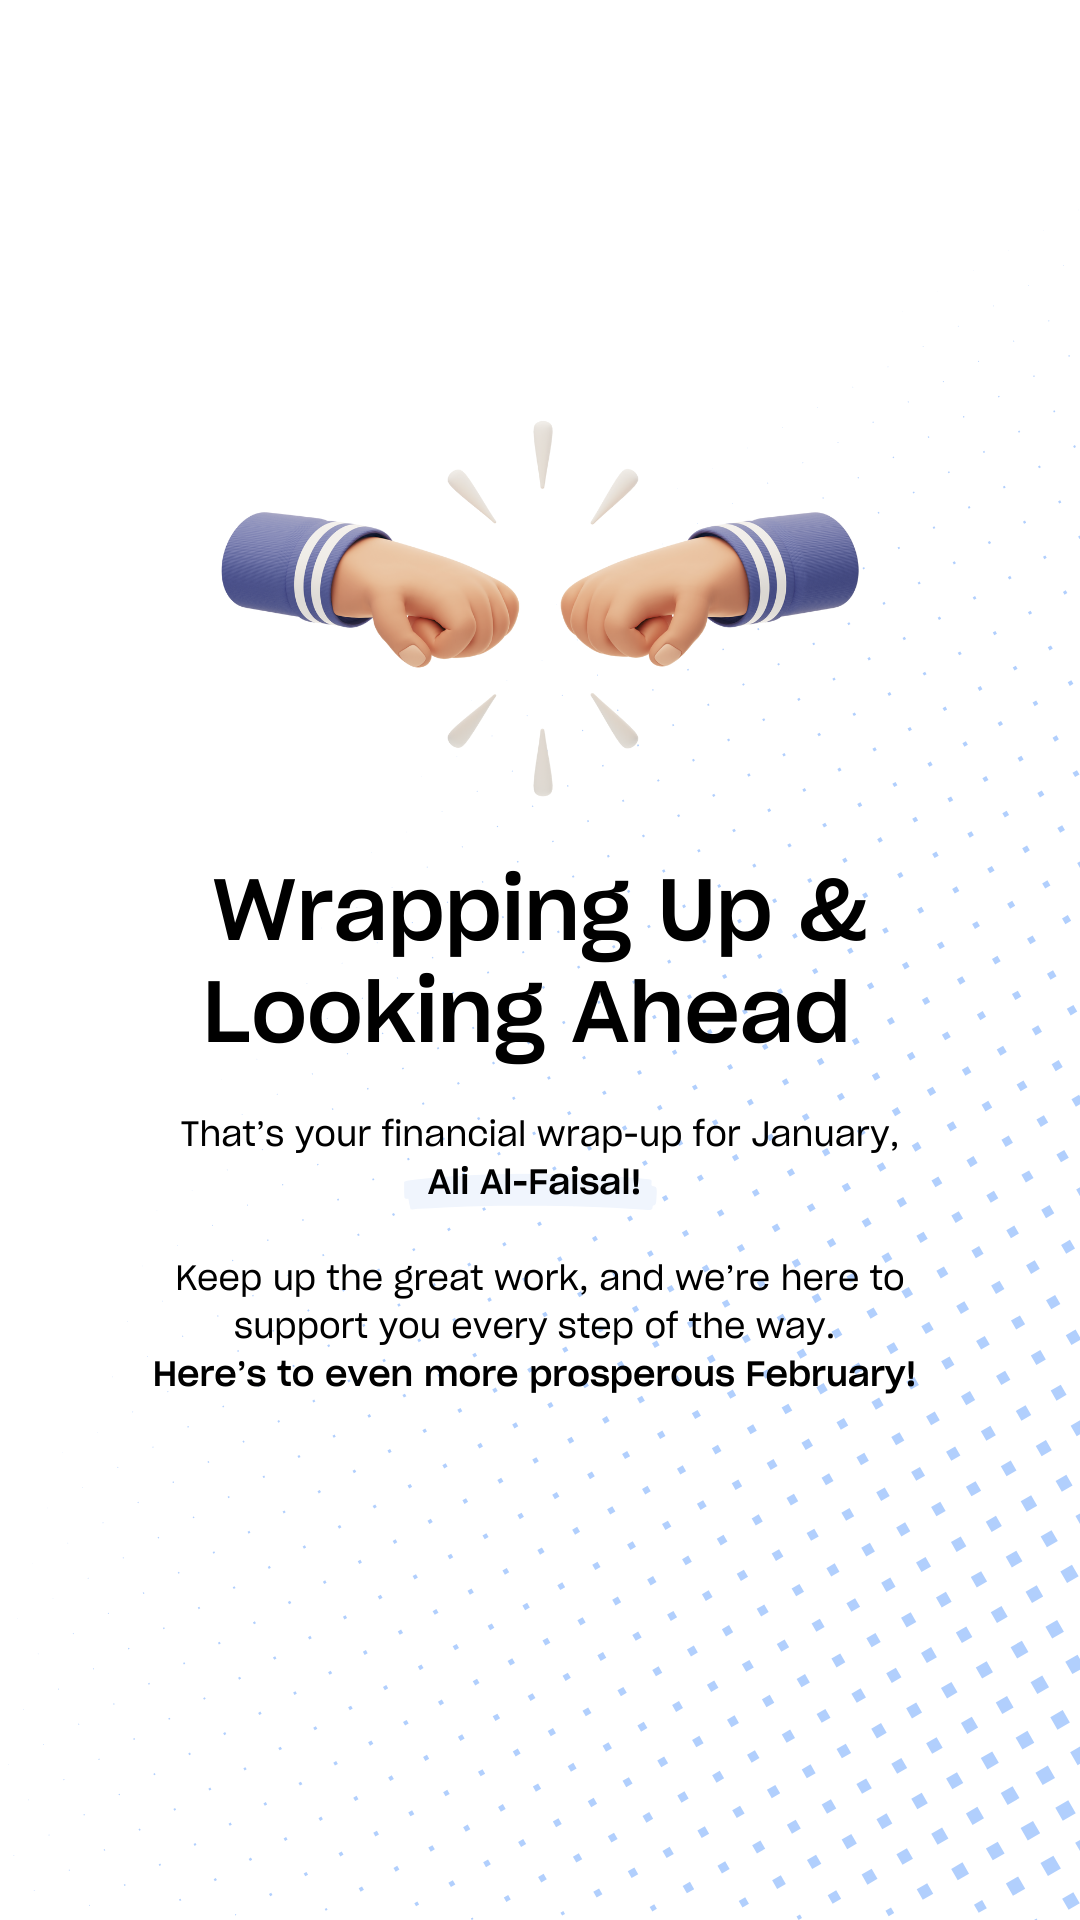 Wrapping Up &
Looking Ahead
That’s your financial wrap-up for January,
Ali Al-Faisal!
Keep up the great work, and we’re here to
support you every step of the way.
Here’s to even more prosperous February!